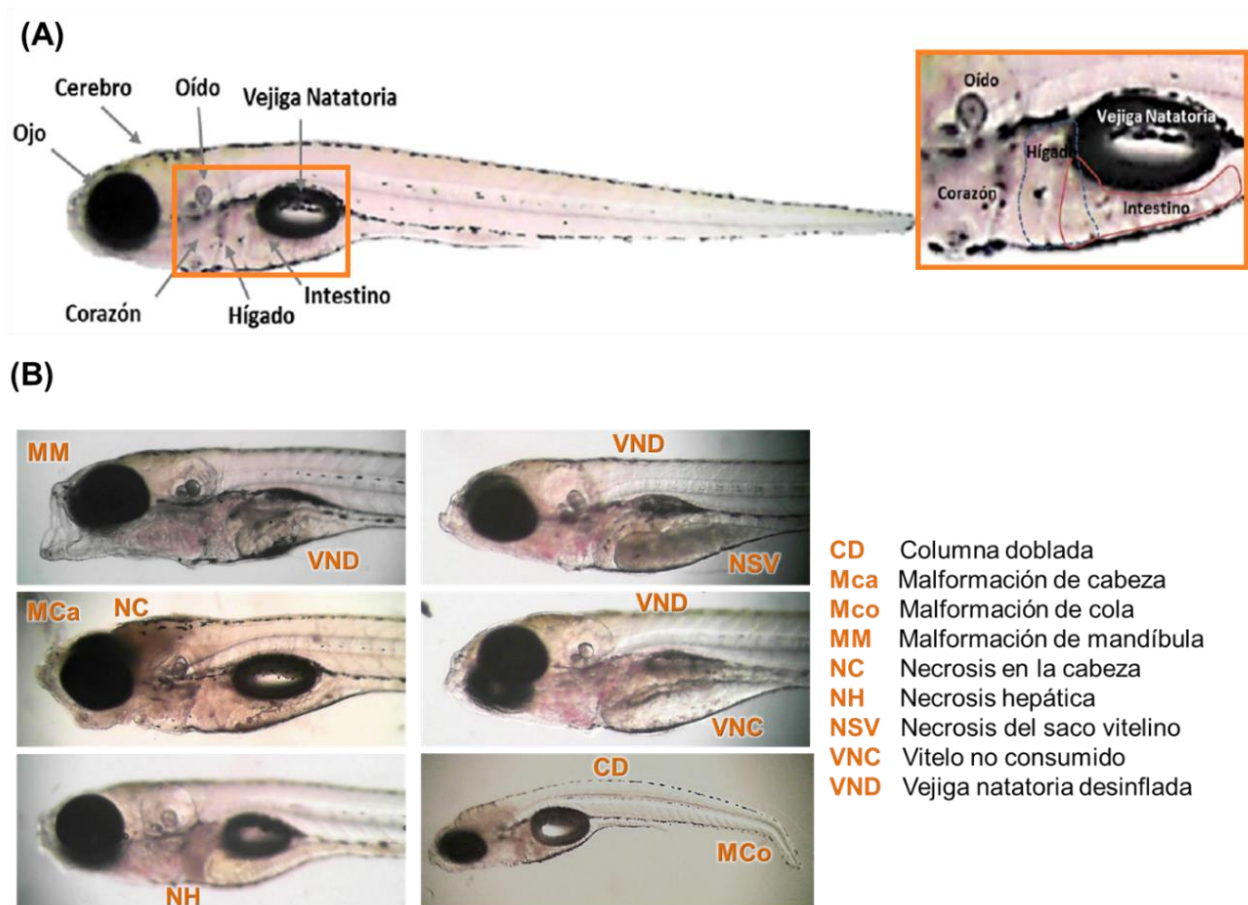 (A)
Cerebro
Oído
Vejiga Natatoria
Ojo
Corazón
Hígado
Intestino
Oído
Vejiga Natatoria
Hígado
Corazón
Intestino
(B)
MM
VND
VND
NSV
MCa
NC
VND
VNC
NH
CD
MCo
CD Columna doblada
Mca Malformación de cabeza
Mco Malformación de cola
MM Malformación de mandíbula
NC Necrosis en la cabeza
NH Necrosis hepática
NSV Necrosis del saco vitelino
VNC Vitelo no consumido
VND Vejiga natatoria desinflada